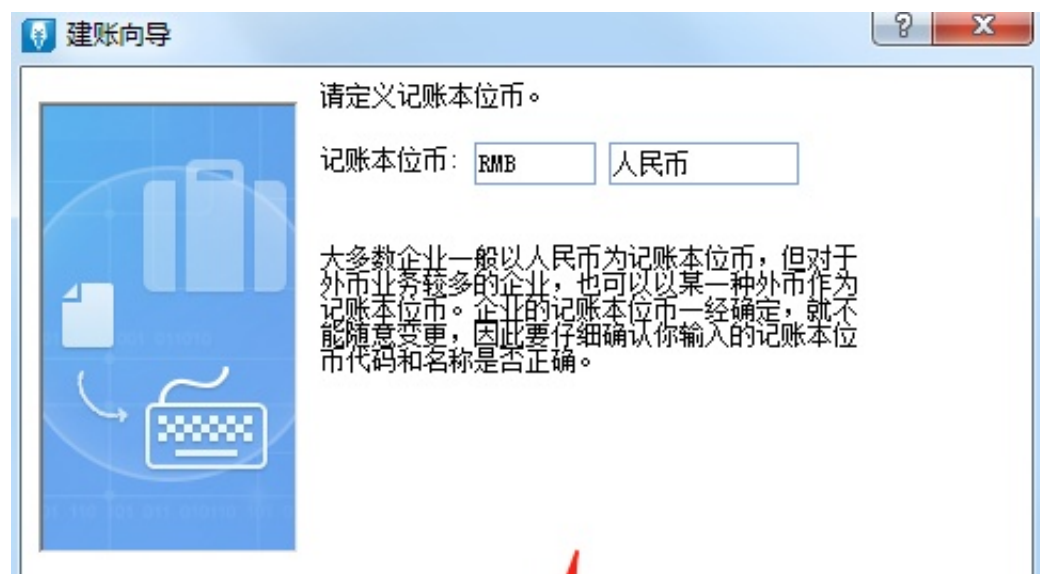 建账向导
请定义记账本位币。
记账本位币: RMB 人民币
大多数企业一般以人民币为记账本位币，但对于
外币业务较多的企业，也可以以某一种外币作为
记账本位币。企业的记账本位币一经确定，就不
能随意变更，因此要仔细确认你输入的记账本位
币代码和名称是否正确。